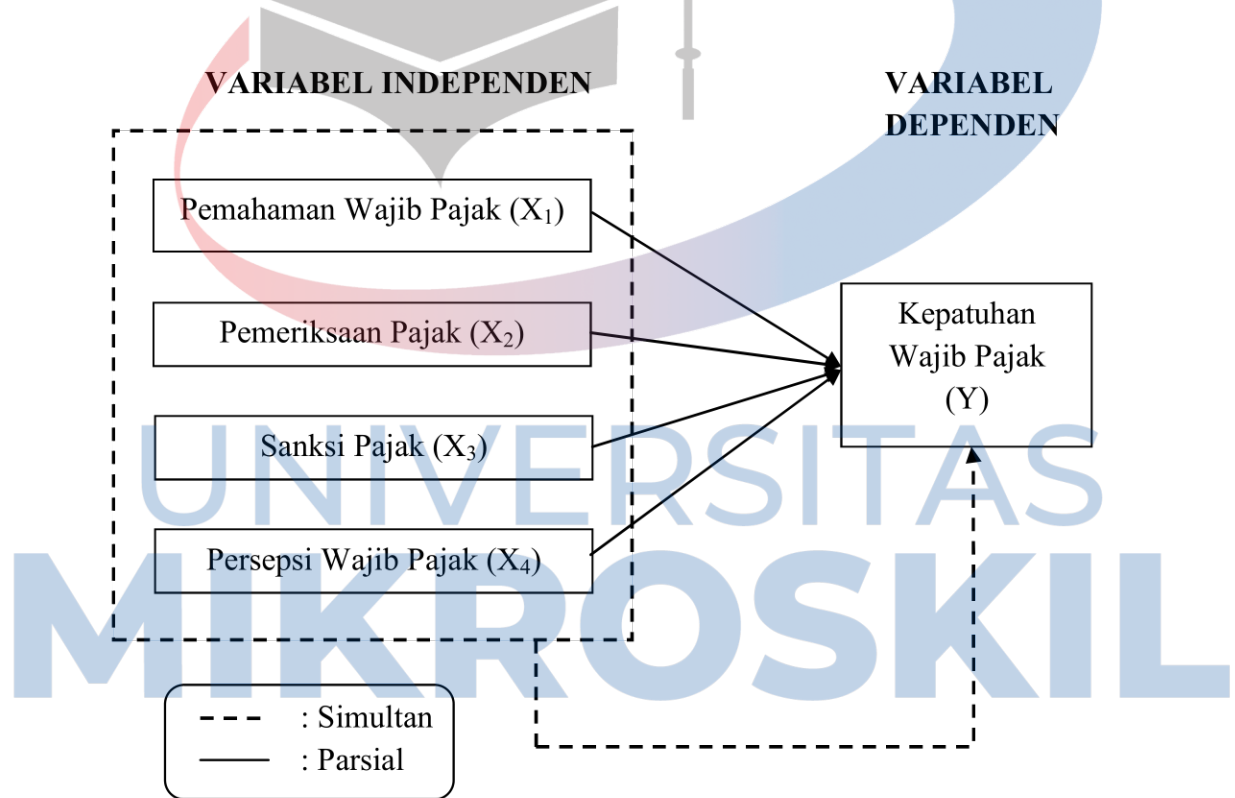 VARIABEL INDEPENDEN
VARIABEL
DEPENDEN
Pemahaman Wajib Pajak (X₁)
Pemeriksaan Pajak (X₂)
Sanksi Pajak (X₃)
Persepsi Wajib Pajak (X₄)
Kepatuhan
Wajib Pajak
(Y)
UNIVERSITAS
MIKROSKIL
: Simultan
: Parsial